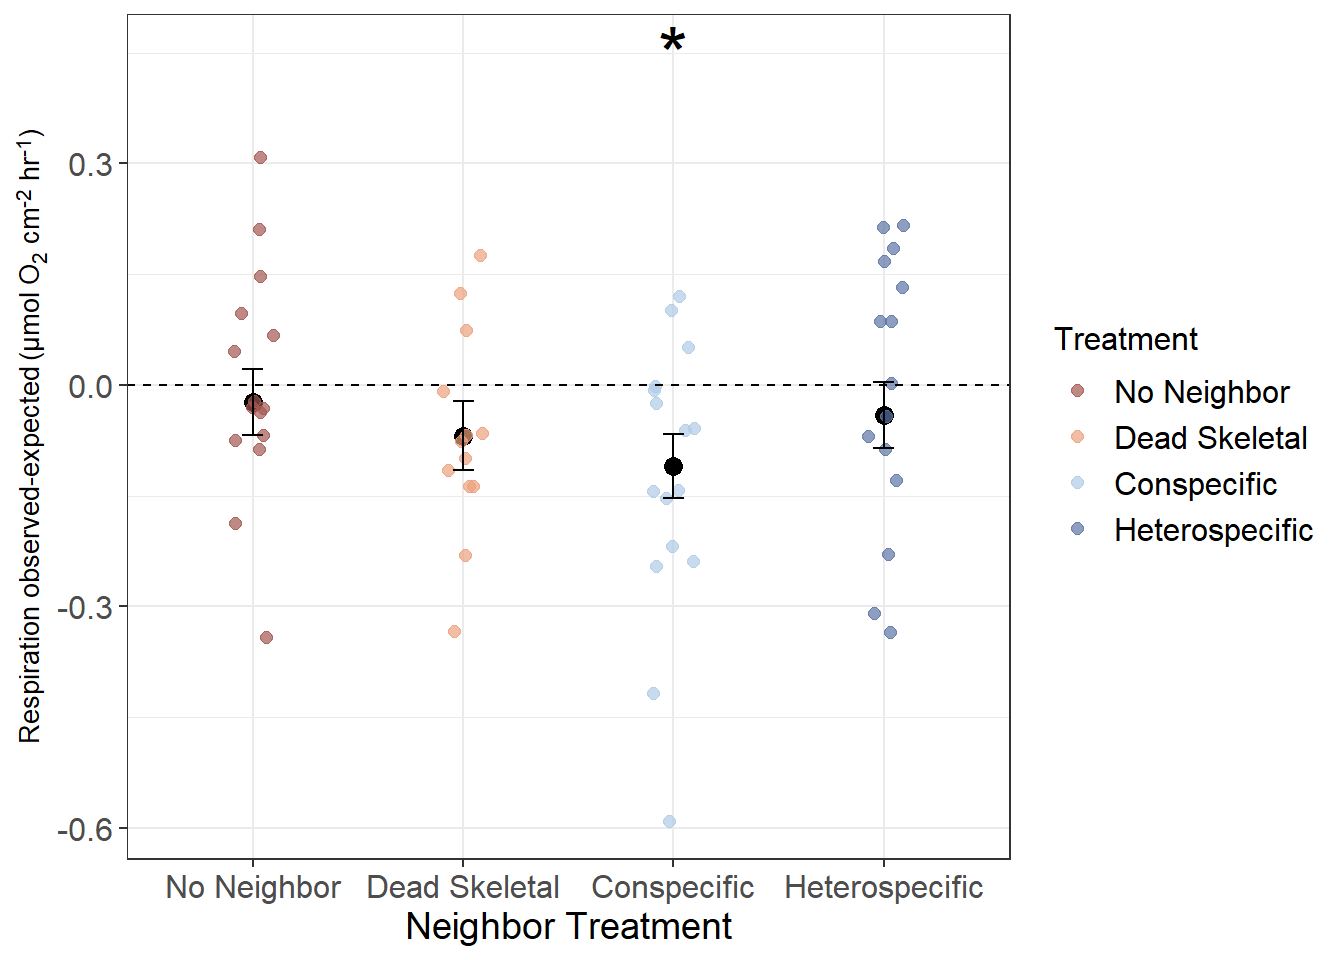 *
Respiration observed-expected (μmol O₂ cm⁻² hr⁻¹)
0.3
0.0
-0.3
-0.6
No Neighbor Dead Skeletal Conspecific Heterospecific
Neighbor Treatment
Treatment
No Neighbor
Dead Skeletal
Conspecific
Heterospecific